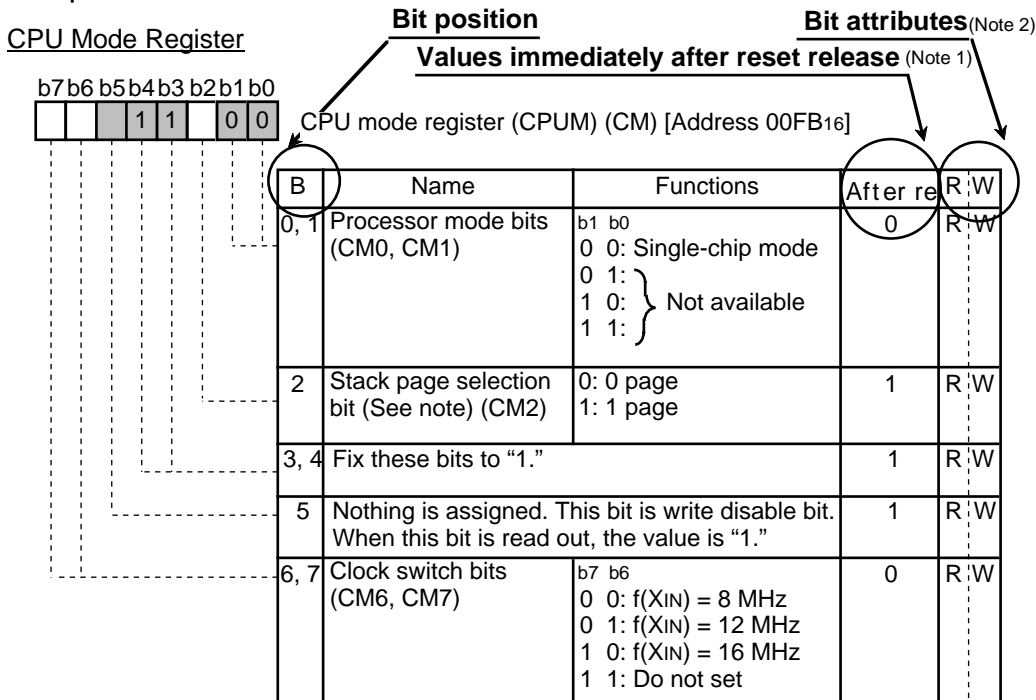 Bit position
Bit attributes(Note 2)
CPU Mode Register
Values immediately after reset release (Note 1)
b7 b6 b5 b4 b3 b2 b1 b0
1 1 0 0
CPU mode register (CPUM) (CM) [Address 00FB16]
B Name Functions After re R W
0, 1 Processor mode bits b1 b0 0 R W
(CM0, CM1) 0 0: Single-chip mode
0 1:
1 0: Not available
1 1:
2 Stack page selection 0: 0 page 1 R W
bit (See note) (CM2) 1: 1 page
3, 4 Fix these bits to “1.” 1 R W
5 Nothing is assigned. This bit is write disable bit. 1 R W
When this bit is read out, the value is “1.”
6, 7 Clock switch bits b7 b6 0 R W
(CM6, CM7) 0 0: f(XIN) = 8 MHz
0 1: f(XIN) = 12 MHz
1 0: f(XIN) = 16 MHz
1 1: Do not set